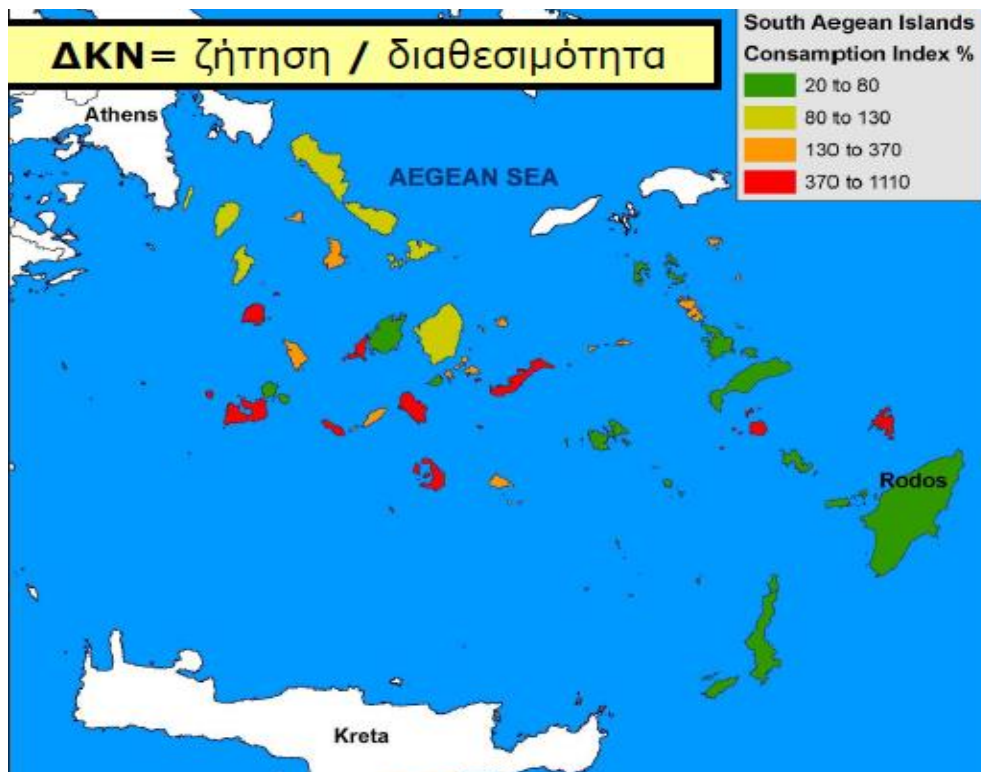 ΔΚΝ= ζήτηση / διαθεσιμότητα
South Aegean Islands
Consamption Index %
20 to 80
80 to 130
130 to 370
370 to 1110
Athens
AEGEAN SEA
Rodos
Kreta